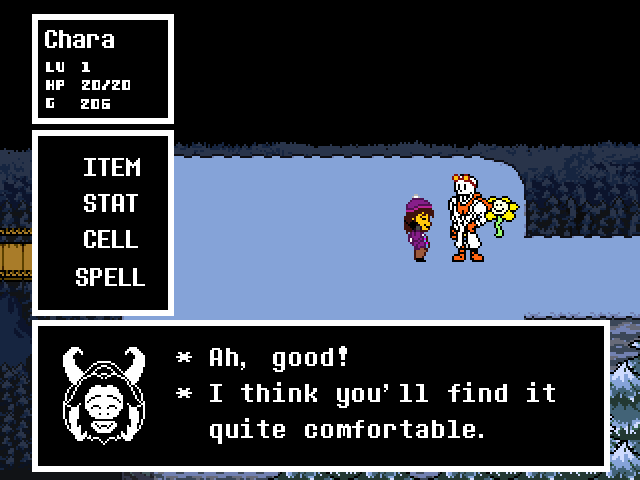 Chara
LV 1
HP 20/20
G 206
ITEM
STAT
CELL
SPELL
* Ah, good!
* I think you'll find it
quite comfortable.